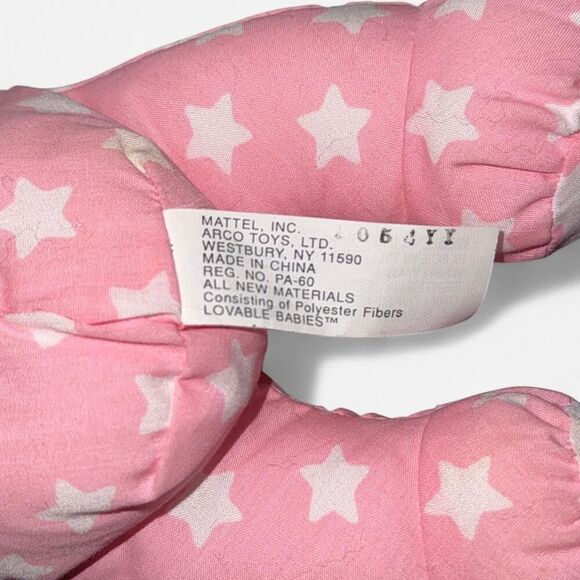 MATTEL, INC.
ARCO TOYS, LTD.
WESTBURY, NY 11590
MADE IN CHINA
REG. NO. PA-60
ALL NEW MATERIALS
Consisting of Polyester Fibers
LOVABLE BABIES™